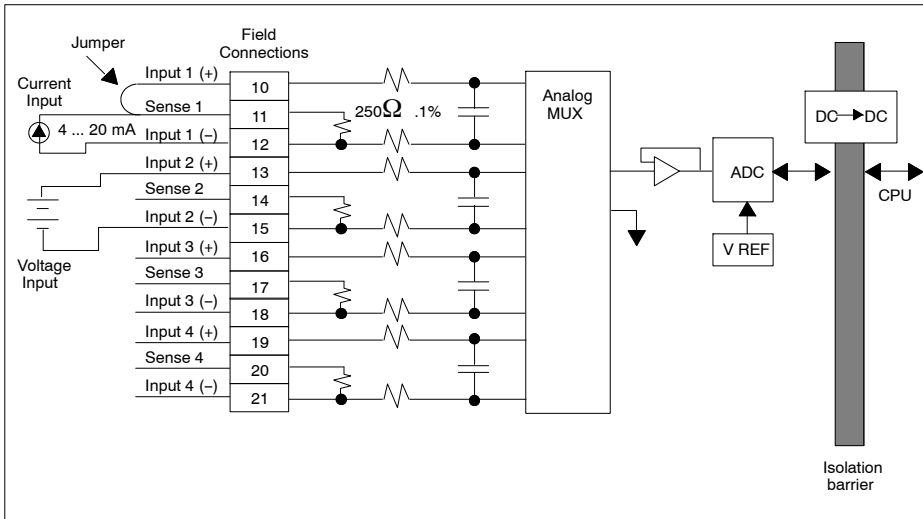 Field
Connections
Jumper
Current
Input
4 ... 20 mA
Input 1 (+)
10
Sense 1
11
250Ω .1%
Input 1 (−)
12
Input 2 (+)
13
Sense 2
14
Input 2 (−)
15
Voltage
Input
Input 3 (+)
16
Sense 3
17
Input 3 (−)
18
Input 4 (+)
19
Sense 4
20
Input 4 (−)
21
Analog
MUX
ADC
V REF
DC DC
CPU
Isolation
barrier